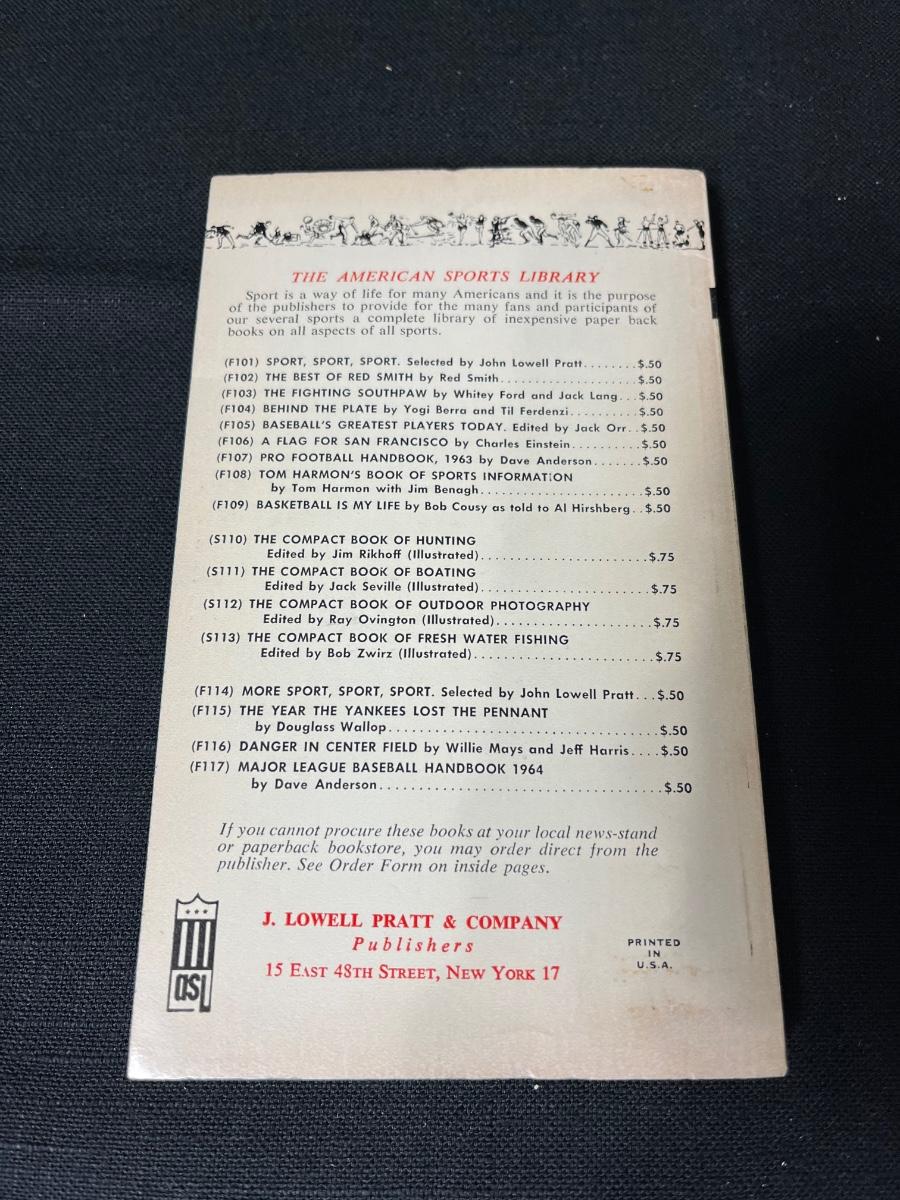 THE AMERICAN SPORTS LIBRARY
Sport is a way of life for many Americans and it is the purpose
of the publishers to provide for the many fans and participants of
our several sports a complete library of inexpensive paper back
books on all aspects of all sports.
(F101) SPORT, SPORT, SPORT. Selected by John Lowell Pratt........$.50
(F102) THE BEST OF RED SMITH by Red Smith.......................$.50
(F103) THE FIGHTING SOUTHPAW by Whitey Ford and Jack Lang...$.50
(F104) BEHIND THE PLATE by Yogi Berra and Til Ferdenzi..........$.50
(F105) BASEBALL'S GREATEST PLAYERS TODAY. Edited by Jack Orr..$.50
(F106) A FLAG FOR SAN FRANCISCO by Charles Einstein............$.50
(F107) PRO FOOTBALL HANDBOOK, 1963 by Dave Anderson.......$.50
(F108) TOM HARMON'S BOOK OF SPORTS INFORMATION
by Tom Harmon with Jim Benagh............................$.50
(F109) BASKETBALL IS MY LIFE by Bob Cousy as told to Al Hirshberg..$.50
(S110) THE COMPACT BOOK OF HUNTING
Edited by Jim Rikhoff (Illustrated)............................$.75
(S111) THE COMPACT BOOK OF BOATING
Edited by Jack Seville (Illustrated)............................$.75
(S112) THE COMPACT BOOK OF OUTDOOR PHOTOGRAPHY
Edited by Ray Ovington (Illustrated)..........................$.75
(S113) THE COMPACT BOOK OF FRESH WATER FISHING
Edited by Bob Zwirz (Illustrated)..............................$.75
(F114) MORE SPORT, SPORT, SPORT. Selected by John Lowell Pratt...$.50
(F115) THE YEAR THE YANKEES LOST THE PENNANT
by Douglass Wallop............................................$.50
(F116) DANGER IN CENTER FIELD by Willie Mays and Jeff Harris....$.50
(F117) MAJOR LEAGUE BASEBALL HANDBOOK 1964
by Dave Anderson..............................................$.50
If you cannot procure these books at your local news-stand
or paperback bookstore, you may order direct from the
publisher. See Order Form on inside pages.
J. LOWELL PRATT & COMPANY
Publishers
15 EAST 48TH STREET, NEW YORK 17
PRINTED
IN
U.S.A.
asl